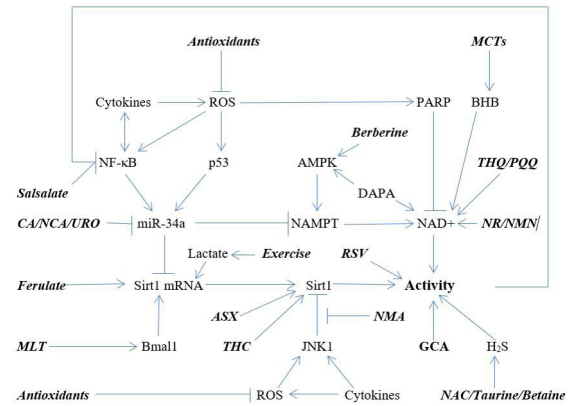 Antioxidants MCTs
Cytokines ROS PARP BHB
Berberine
NF-κB p53 AMPK THQ/PQQ
Salsalate DAPA
CA/NCA/URO miR-34a NAMPT NAD+ NR/NMN
Lactate Exercise RSV
Ferulate Sirt1 mRNA Sirt1 Activity
ASX NMA
MLT Bmal1 THC JNK1 GCA H₂S
Antioxidants ROS Cytokines NAC/Taurine/Betaine